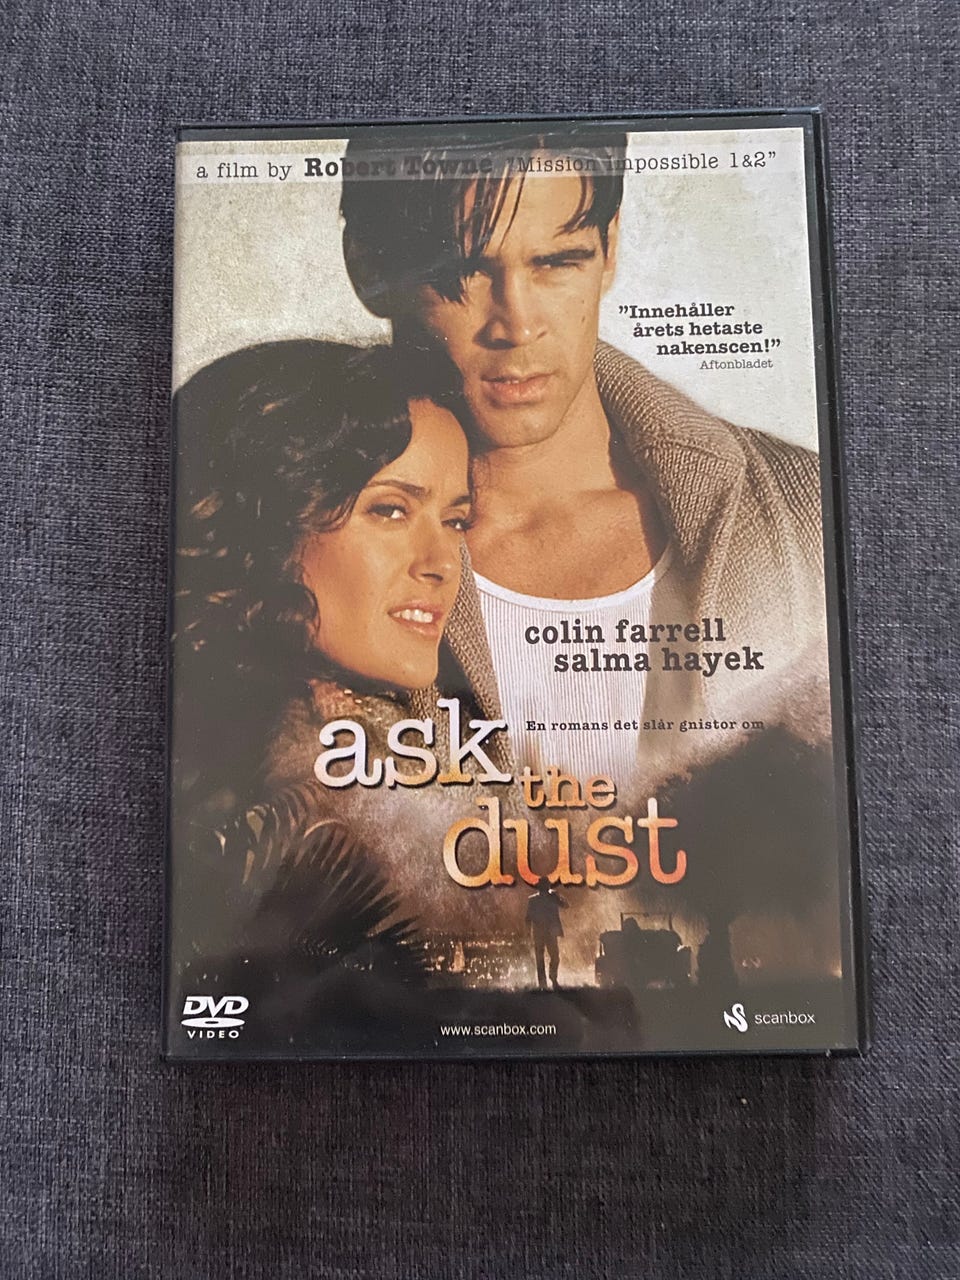 a film by Robert Towne "Mission impossible 1&2”
”Innehåller
årets hetaste
nakenscen!”
Aftonbladet
colin farrell
salma hayek
En romans det slår gnistor om
ask
the
dust
DVD
VIDEO
www.scanbox.com
scanbox